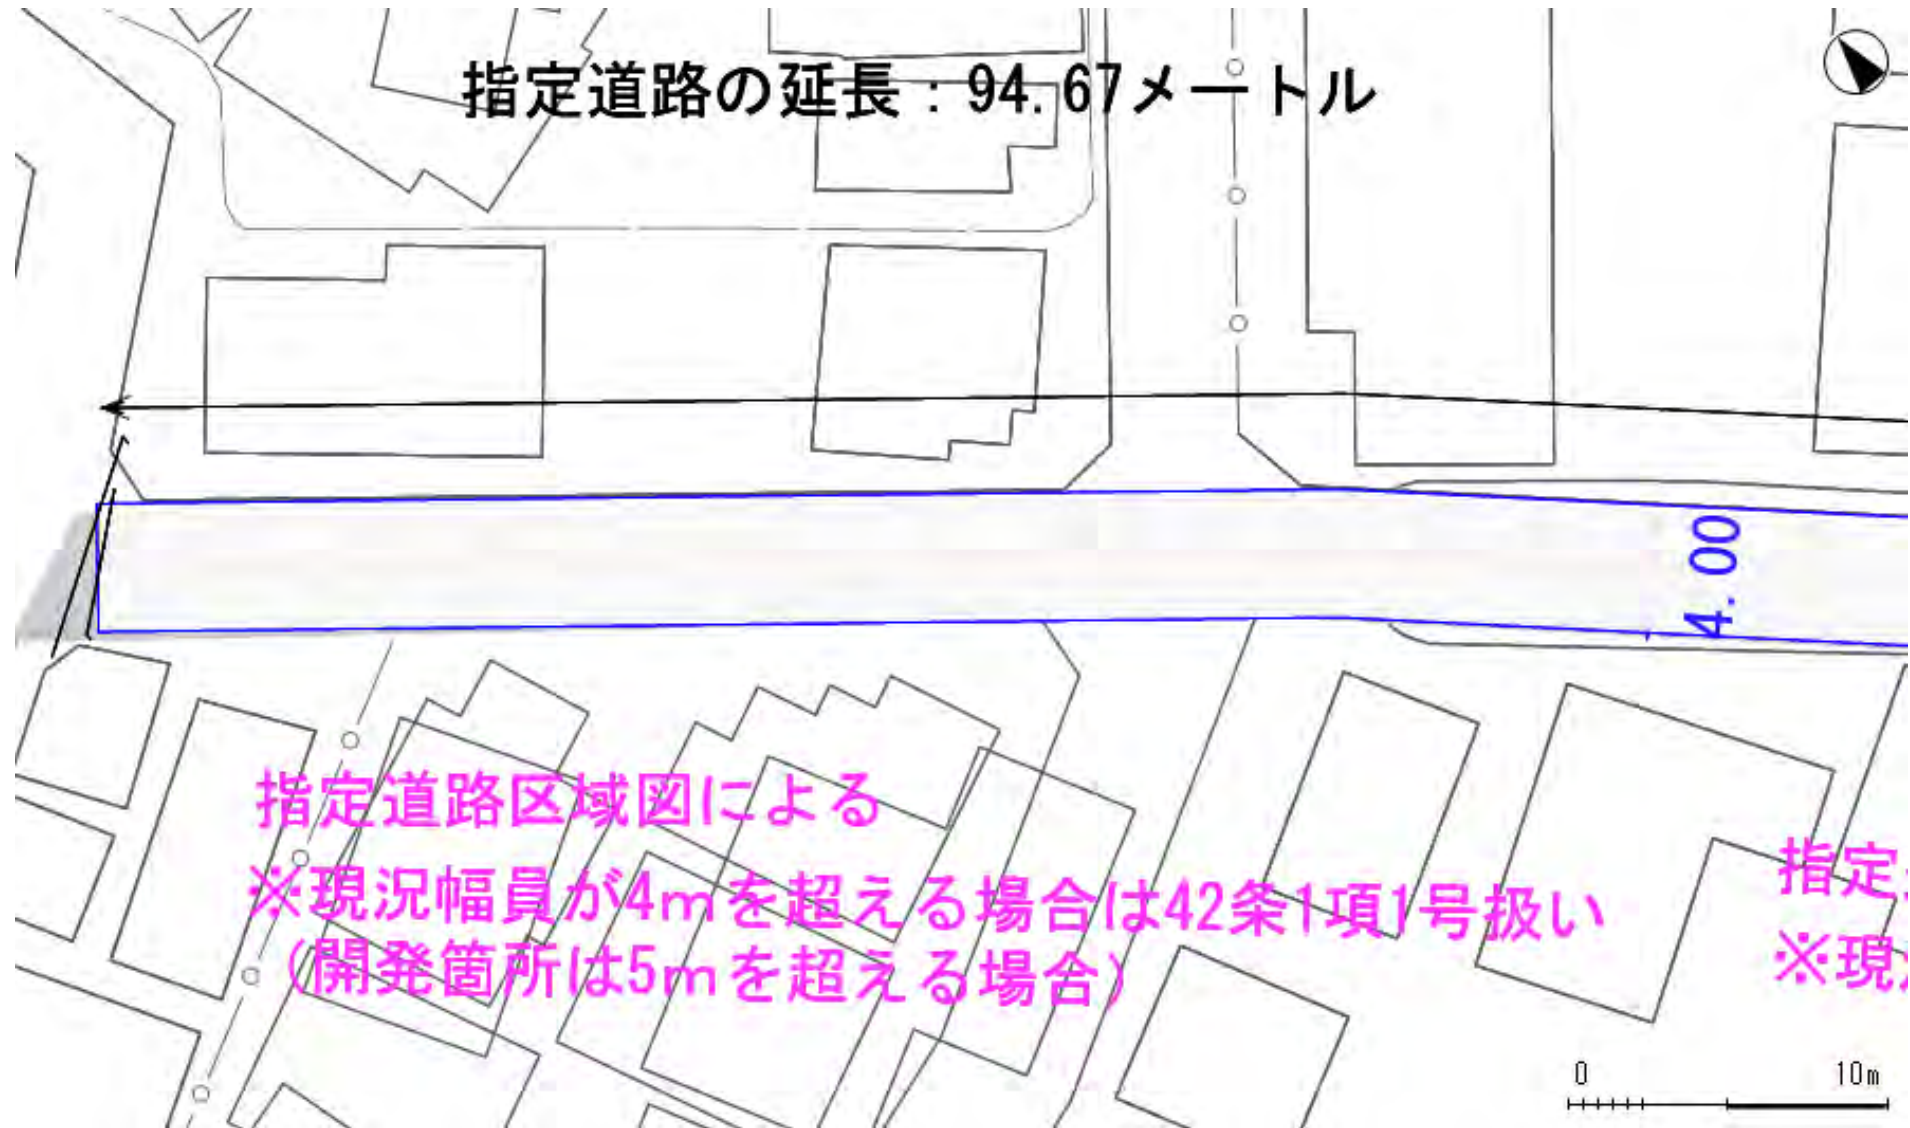 指定道路の延長：94.67メートル
4.00
指定道路区域図による
※現況幅員が4mを超える場合は42条1項1号扱い
（開発箇所は5mを超える場合）
指定
※現
0 10m